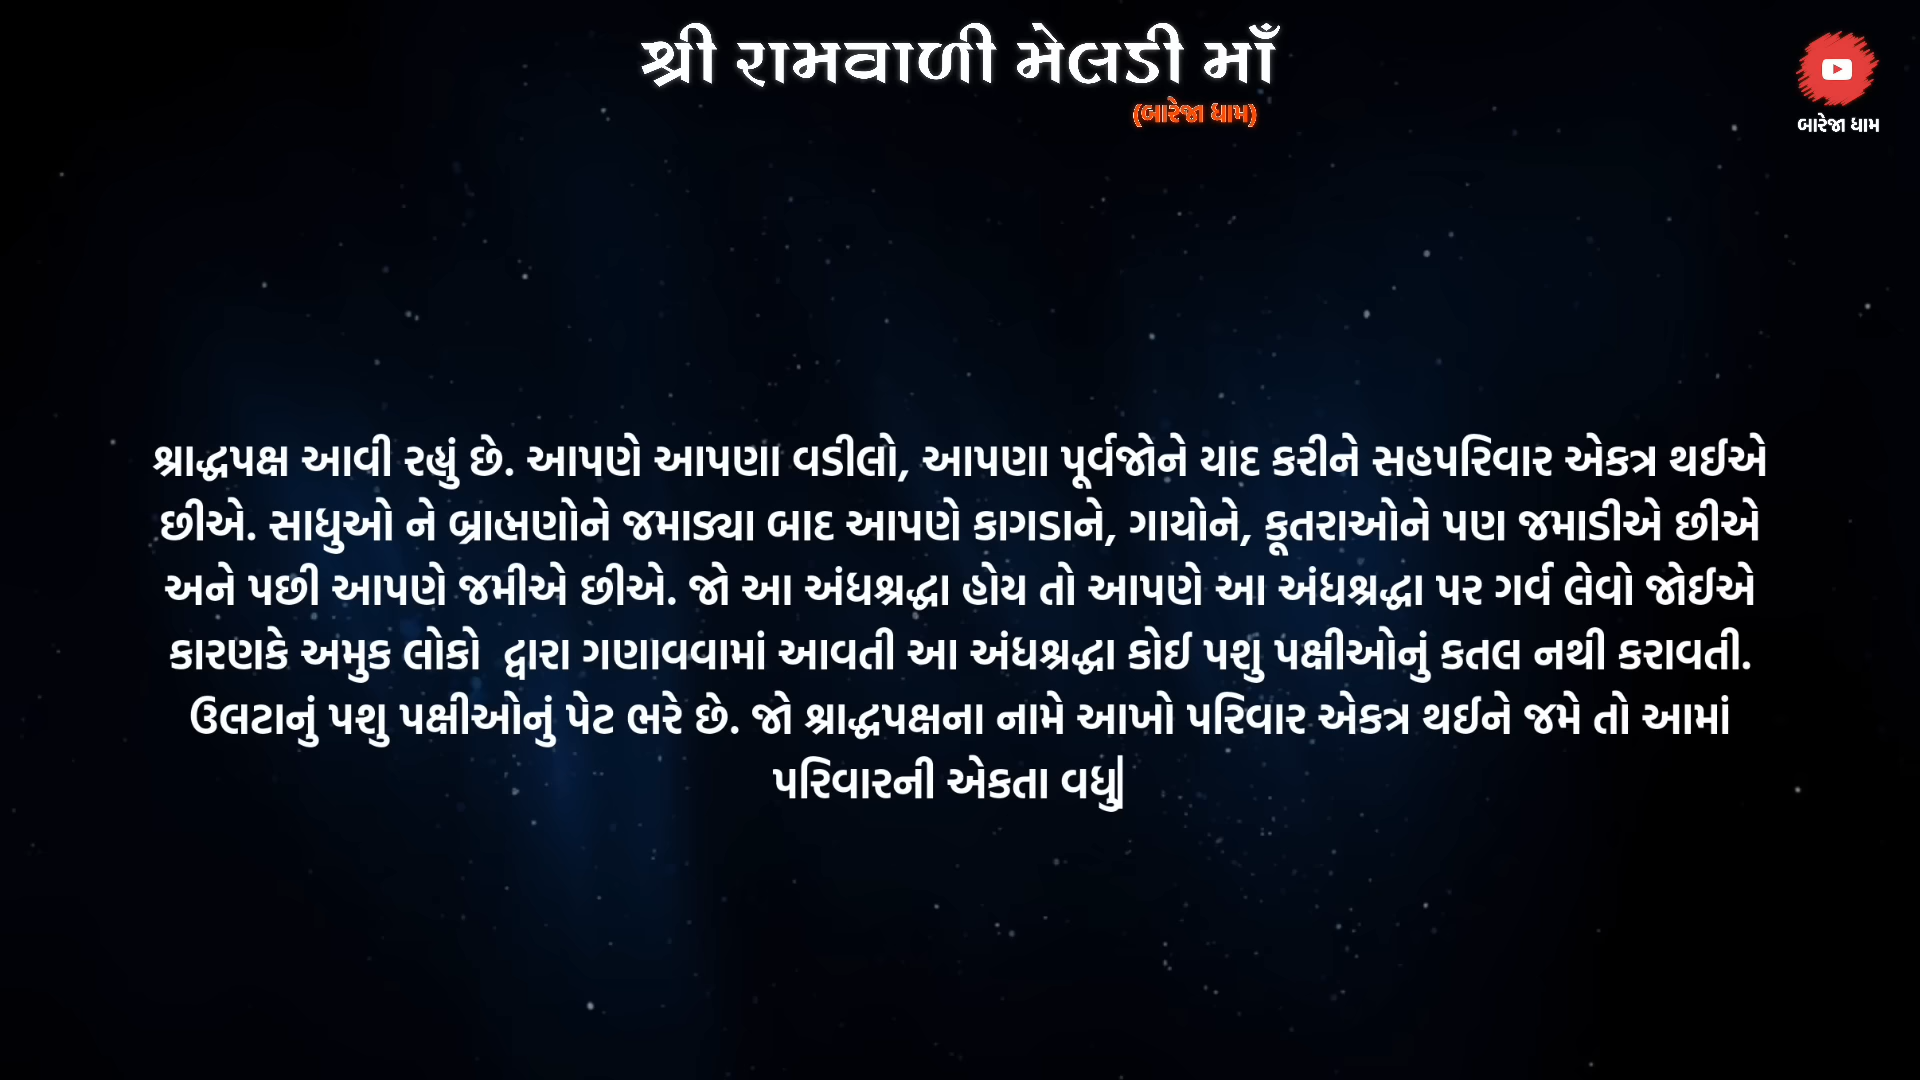 શ્રી રામવાળી મેલડી માઁ
(બારેજા ધામ)
બારેજા ધામ
શ્રાદ્ધપક્ષ આવી રહ્યું છે. આપણે આપણા વડીલો, આપણા પૂર્વજોને યાદ કરીને સહપરિવાર એકત્ર થઈએ
છીએ. સાધુઓ ને બ્રાહ્મણોને જમાડ્યા બાદ આપણે કાગડાને, ગાયોને, કૂતરાઓને પણ જમાડીએ છીએ
અને પછી આપણે જમીએ છીએ. જો આ અંધશ્રદ્ધા હોય તો આપણે આ અંધશ્રદ્ધા પર ગર્વ લેવો જોઈએ
કારણકે અમુક લોકો  દ્વારા ગણાવવામાં આવતી આ અંધશ્રદ્ધા કોઈ પશુ પક્ષીઓનું કતલ નથી કરાવતી.
ઉલટાનું પશુ પક્ષીઓનું પેટ ભરે છે. જો શ્રાદ્ધપક્ષના નામે આખો પરિવાર એકત્ર થઈને જમે તો આમાં
પરિવારની એકતા વધુ